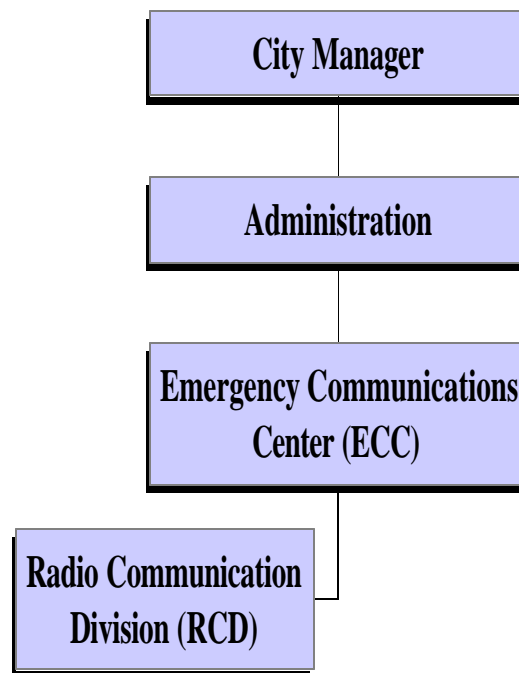 City Manager
Administration
Emergency Communications
Center (ECC)
Radio Communication
Division (RCD)